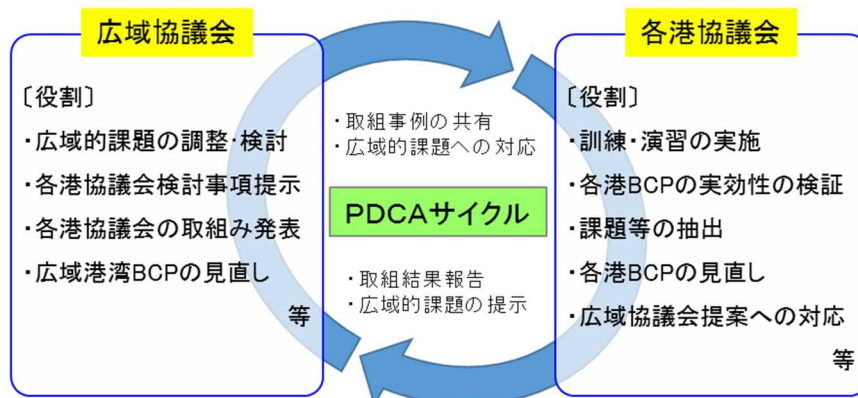 広域協議会
〔役割〕
・広域的課題の調整・検討
・各港協議会検討事項提示
・各港協議会の取組み発表
・広域港湾BCPの見直し
等
・取組事例の共有
・広域的課題への対応
PDCAサイクル
・取組結果報告
・広域的課題の提示
各港協議会
〔役割〕
・訓練・演習の実施
・各港BCPの実効性の検証
・課題等の抽出
・各港BCPの見直し
・広域協議会提案への対応
等